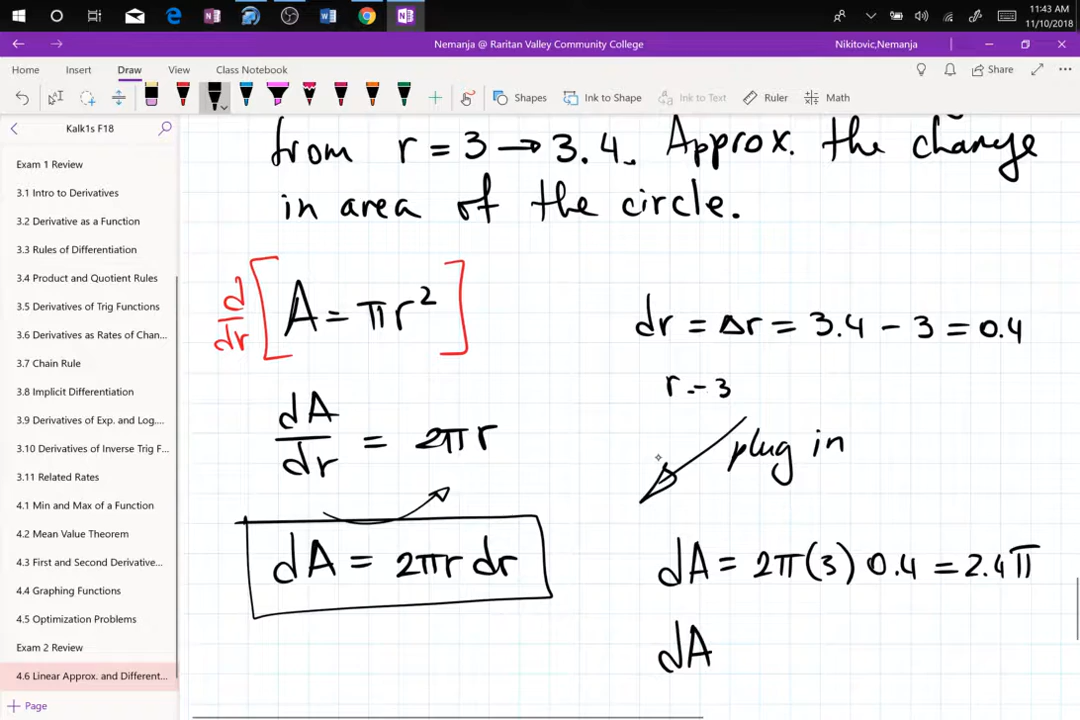 11:43 AM
11/10/2018
Nemanja @ Raritan Valley Community College
Nikitovic,Nemanja
Home Insert Draw View Class Notebook
Share
Shapes Ink to Shape Ink to Text Ruler Math
Kalk1s F18
Exam 1 Review
3.1 Intro to Derivatives
3.2 Derivative as a Function
3.3 Rules of Differentiation
3.4 Product and Quotient Rules
3.5 Derivatives of Trig Functions
3.6 Derivatives as Rates of Chan...
3.7 Chain Rule
3.8 Implicit Differentiation
3.9 Derivatives of Exp. and Log....
3.10 Derivatives of Inverse Trig F...
3.11 Related Rates
4.1 Min and Max of a Function
4.2 Mean Value Theorem
4.3 First and Second Derivative...
4.4 Graphing Functions
4.5 Optimization Problems
Exam 2 Review
4.6 Linear Approx. and Different...
+ Page
from r = 3 → 3.4. Approx. the change
in area of the circle.
d/dr [A = πr²]
dA/dr = 2πr
dA = 2πr dr
dr = Δr = 3.4 - 3 = 0.4
r = 3
plug in
dA = 2π(3) 0.4 = 2.4π
dA